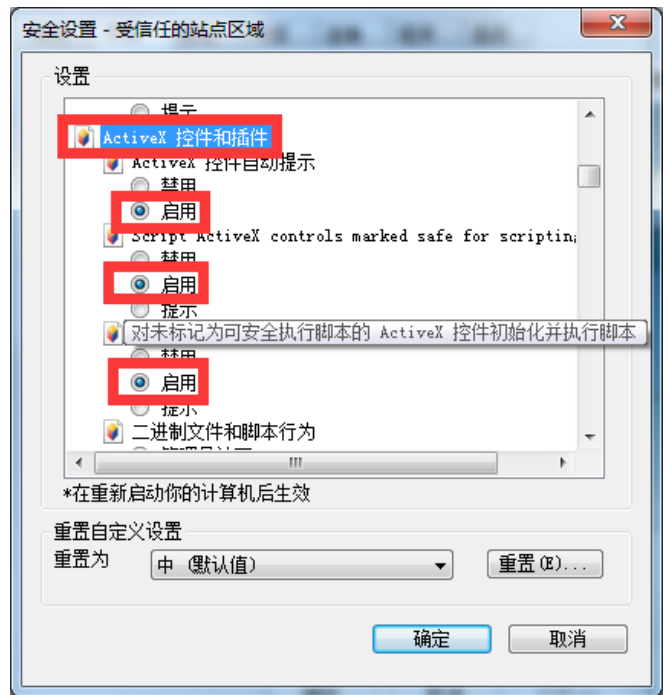 安全设置 - 受信任的站点区域
设置
提示
ActiveX 控件和插件
ActiveX 控件自动提示
禁用
启用
Script ActiveX controls marked safe for scripting
禁用
启用
提示
对未标记为可安全执行脚本的 ActiveX 控件初始化并执行脚本
禁用
启用
提示
二进制文件和脚本行为
*在重新启动你的计算机后生效
重置自定义设置
重置为
中 (默认值)
重置(E)...
确定
取消